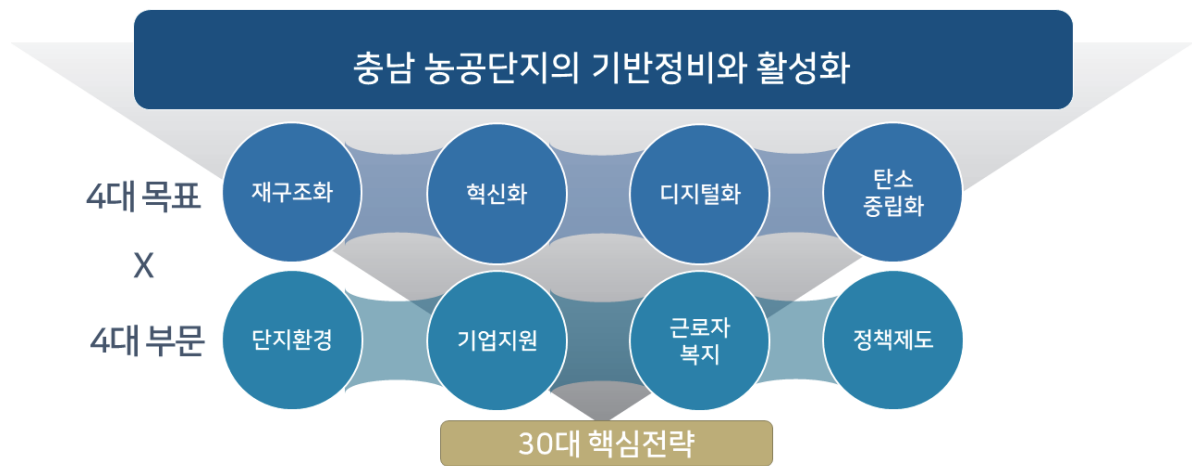 충남 농공단지의 기반정비와 활성화
4대 목표
재구조화
혁신화
디지털화
탄소
중립화
X
4대 부문
단지환경
기업지원
근로자
복지
정책제도
30대 핵심전략